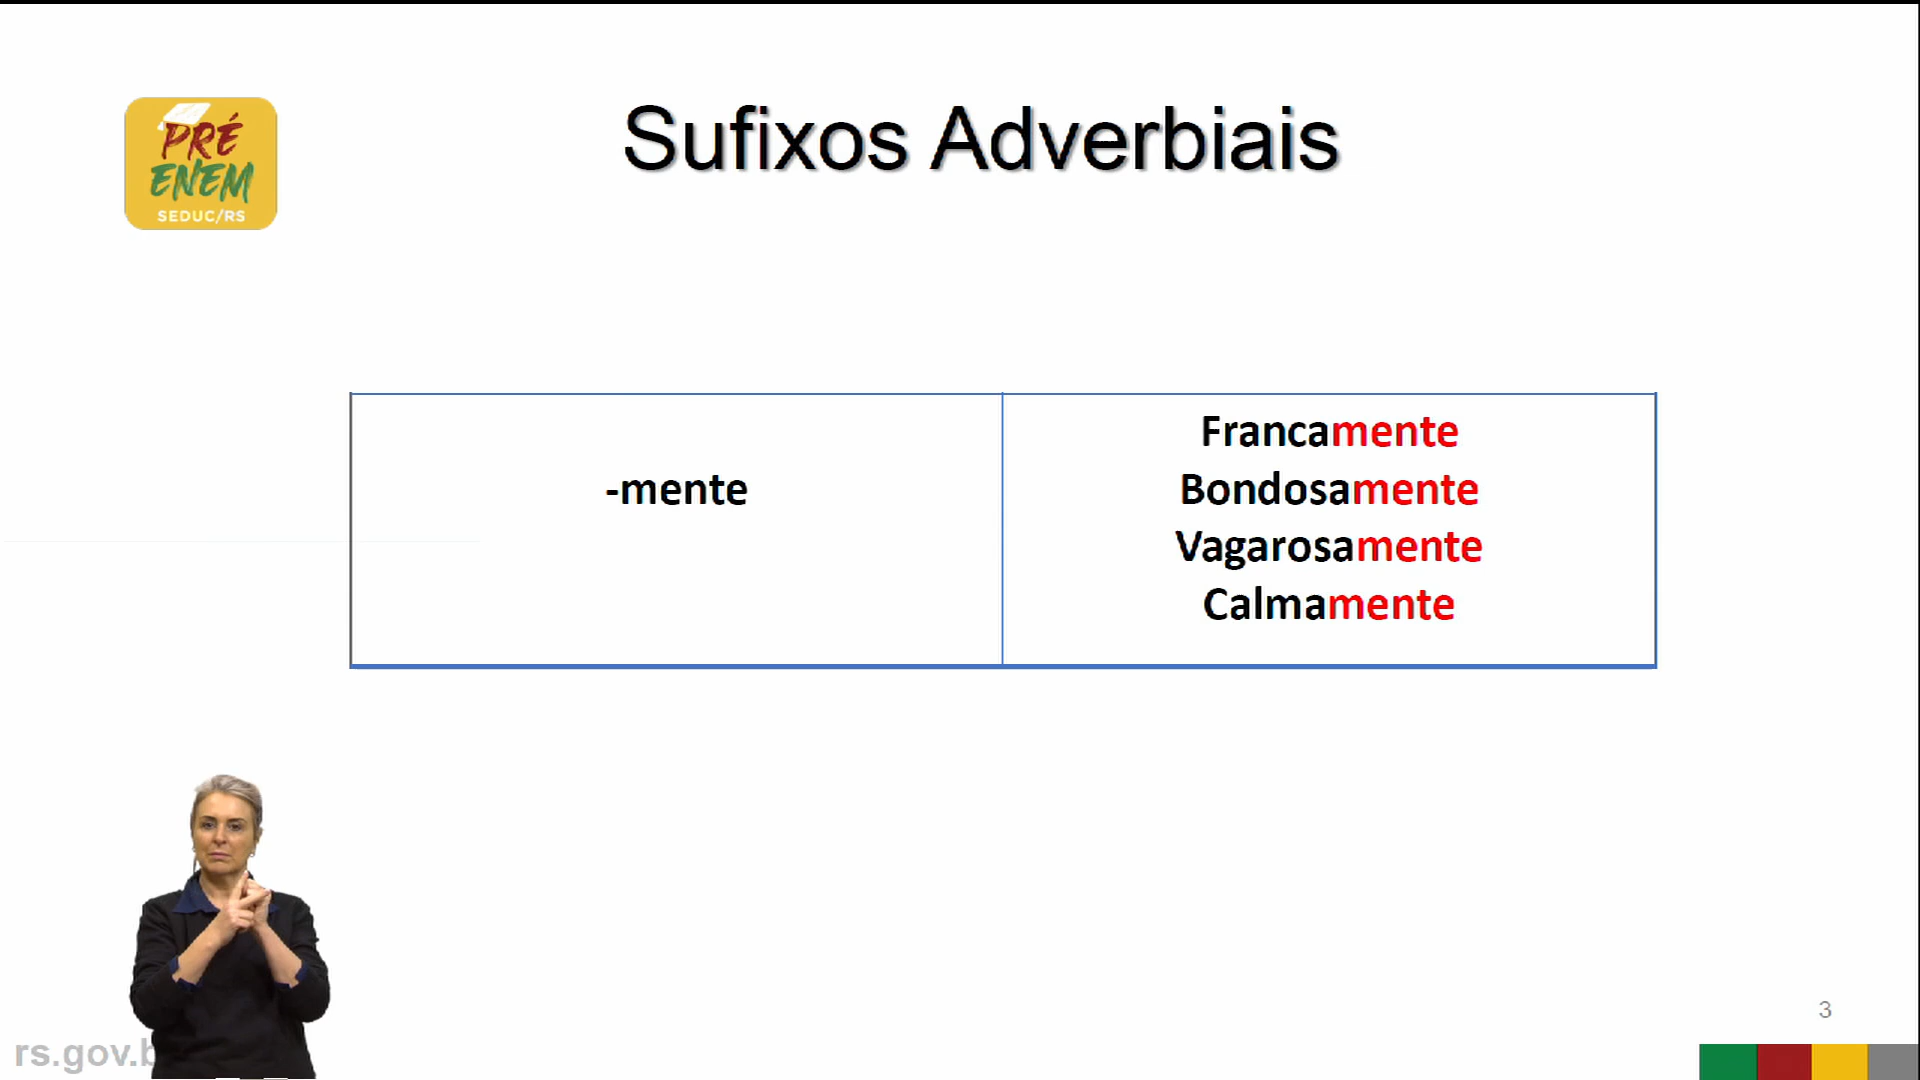 PRÉ
ENEM
SEDUC/RS
Sufixos Adverbiais
-mente
Francamente
Bondosamente
Vagarosamente
Calmamente
3
rs.gov.b